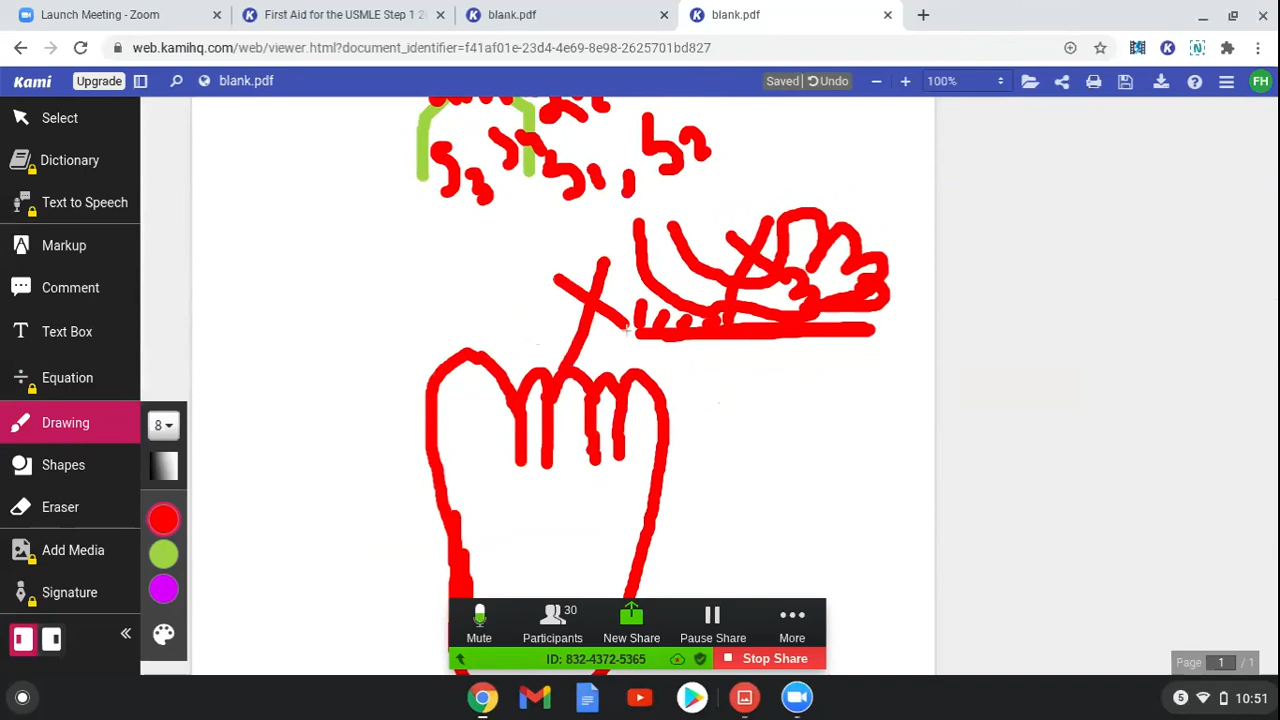 Launch Meeting - Zoom
First Aid for the USMLE Step 1 2
blank.pdf
blank.pdf
web.kamihq.com/web/viewer.html?document_identifier=f41af01e-23d4-4e69-8e98-2625701bd827
Kami Upgrade blank.pdf Saved Undo 100% FH
Select
Dictionary
Text to Speech
Markup
Comment
Text Box
Equation
Drawing
8
Shapes
Eraser
Add Media
Signature
30
Mute Participants New Share Pause Share More
ID: 832-4372-5365 Stop Share
Page 1 / 1
5 10:51